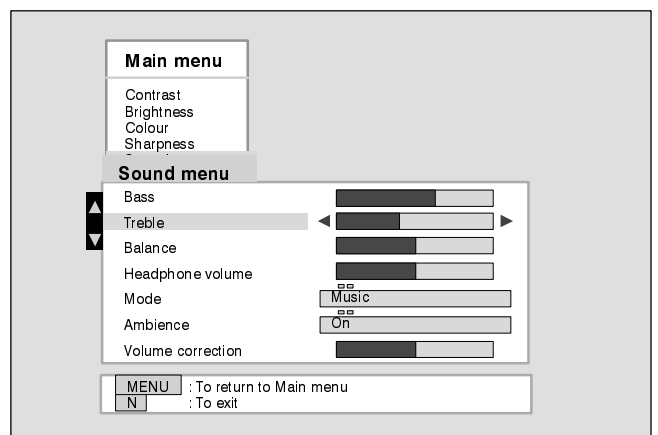 Main menu
Contrast
Brightness
Colour
Sharpness
Sound menu
Bass
Treble
Balance
Headphone volume
Mode Music
Ambience On
Volume correction
MENU : To return to Main menu
N : To exit